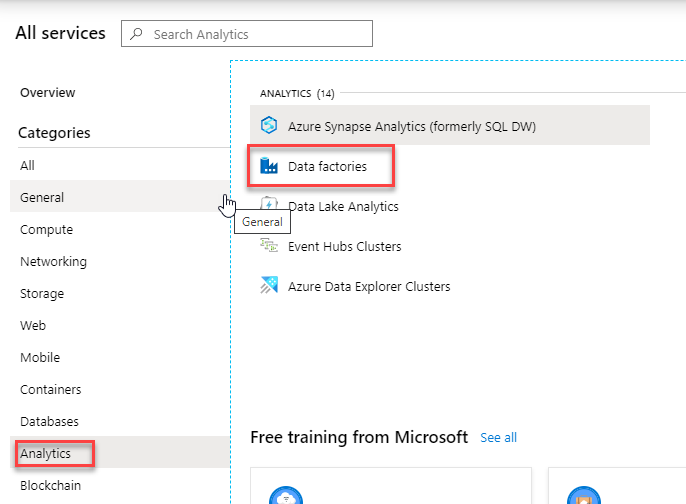 All services
Search Analytics
Overview
Categories
All
General
Compute
Networking
Storage
Web
Mobile
Containers
Databases
Analytics
Blockchain
ANALYTICS (14)
Azure Synapse Analytics (formerly SQL DW)
Data factories
Data Lake Analytics
General
Event Hubs Clusters
Azure Data Explorer Clusters
Free training from Microsoft See all